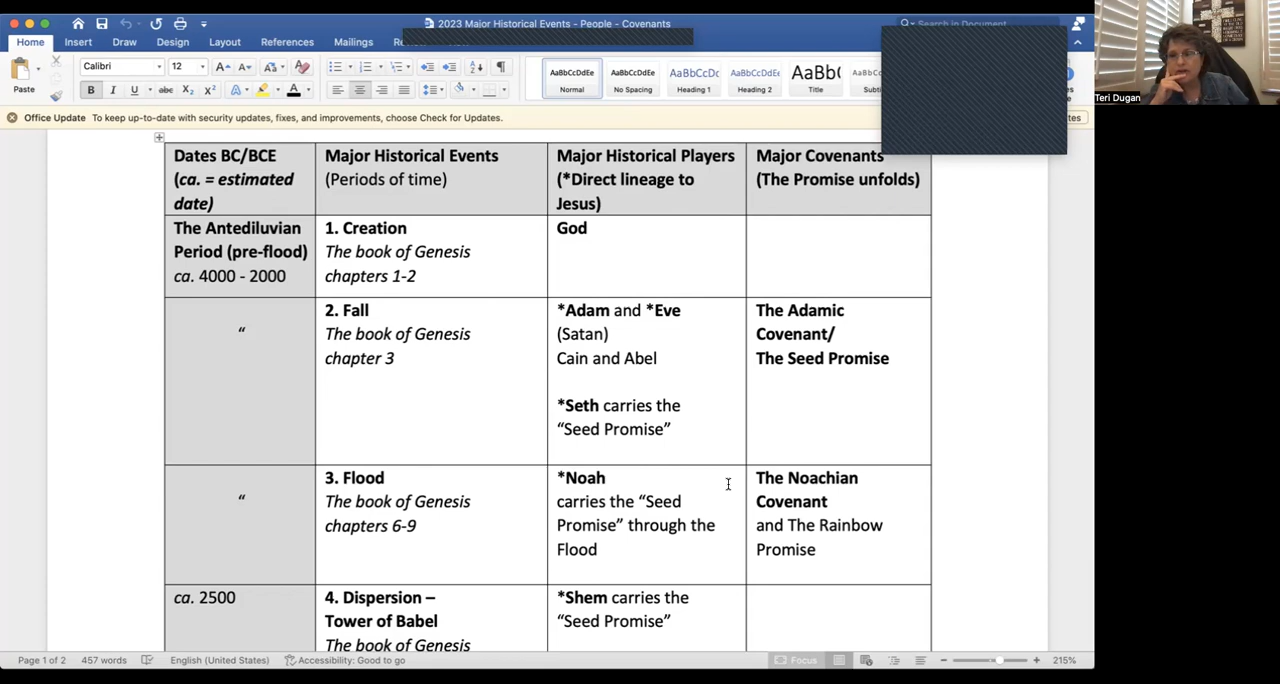 2023 Major Historical Events - People - Covenants
Search in Document
Home Insert Draw Design Layout References Mailings
Calibri 12
Paste
AaBbCcDdEe AaBbCcDdEe AaBbCcDc AaBbCcDdEe AaBb(
Normal No Spacing Heading 1 Heading 2 Title
Office Update To keep up-to-date with security updates, fixes, and improvements, choose Check for Updates.
Teri Dugan
Dates BC/BCE
(ca. = estimated
date)
Major Historical Events
(Periods of time)
Major Historical Players
(*Direct lineage to
Jesus)
Major Covenants
(The Promise unfolds)
The Antediluvian
Period (pre-flood)
ca. 4000 - 2000
1. Creation
The book of Genesis
chapters 1-2
God
“
2. Fall
The book of Genesis
chapter 3
*Adam and *Eve
(Satan)
Cain and Abel
*Seth carries the
“Seed Promise”
The Adamic
Covenant/
The Seed Promise
“
3. Flood
The book of Genesis
chapters 6-9
*Noah
carries the “Seed
Promise” through the
Flood
The Noachian
Covenant
and The Rainbow
Promise
ca. 2500
4. Dispersion –
Tower of Babel
The book of Genesis
*Shem carries the
“Seed Promise”
Page 1 of 2 457 words English (United States) Accessibility: Good to go Focus 215%